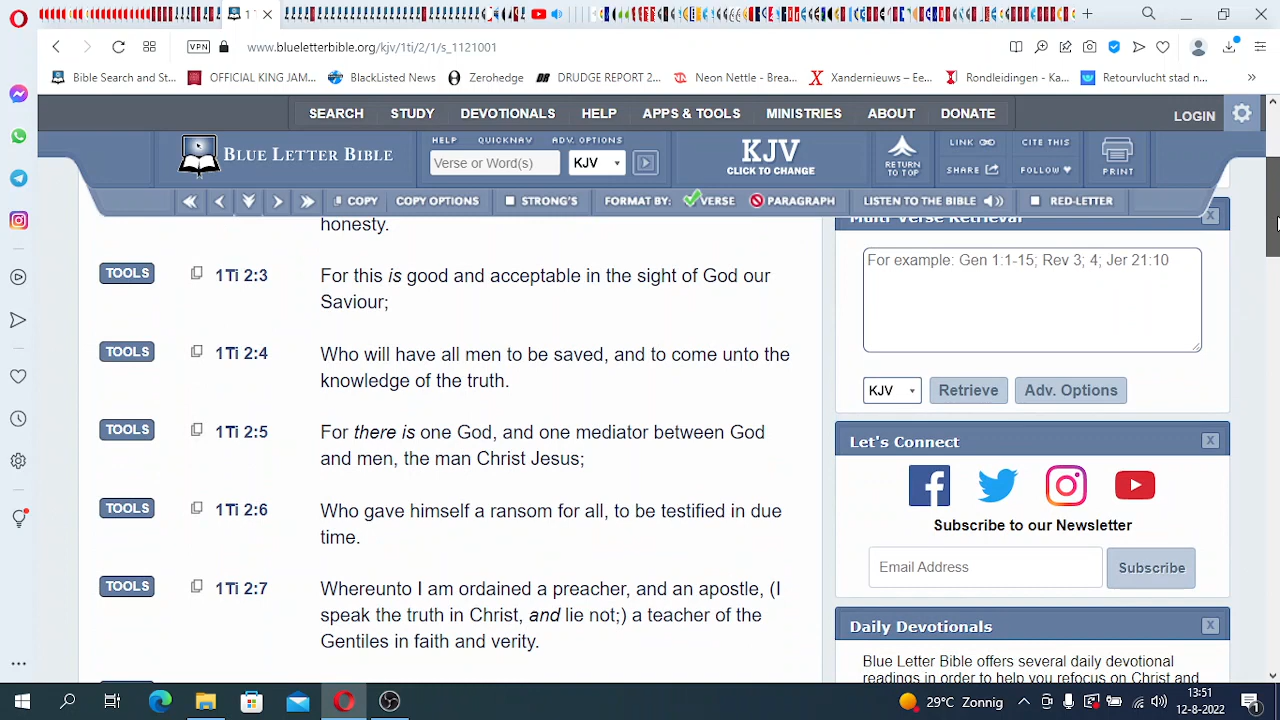 1
www.blueletterbible.org/kjv/1ti/2/1/s_1121001
VPN
Bible Search and St...
OFFICIAL KING JAM...
BlackListed News
ZeroHedge
DRUDGE REPORT 2...
Neon Nettle - Brea...
Xandernieuws – Ee...
Rondleidingen - Ka...
Retourvlucht stad n...
»
SEARCH STUDY DEVOTIONALS HELP APPS & TOOLS MINISTRIES ABOUT DONATE
LOGIN
BLUE LETTER BIBLE
HELP QUICKNAV ADV. OPTIONS
Verse or Word(s)
KJV
KJV
CLICK TO CHANGE
RETURN
TO TOP
LINK
CITE THIS
SHARE
FOLLOW
PRINT
COPY COPY OPTIONS STRONG'S FORMAT BY: VERSE PARAGRAPH LISTEN TO THE BIBLE RED-LETTER
honesty.
TOOLS 1Ti 2:3 For this is good and acceptable in the sight of God our
Saviour;
TOOLS 1Ti 2:4 Who will have all men to be saved, and to come unto the
knowledge of the truth.
TOOLS 1Ti 2:5 For there is one God, and one mediator between God
and men, the man Christ Jesus;
TOOLS 1Ti 2:6 Who gave himself a ransom for all, to be testified in due
time.
TOOLS 1Ti 2:7 Whereunto I am ordained a preacher, and an apostle, (I
speak the truth in Christ, and lie not;) a teacher of the
Gentiles in faith and verity.
Multi-Verse Retrieval
X
For example: Gen 1:1-15; Rev 3; 4; Jer 21:10
KJV
Retrieve
Adv. Options
Let's Connect
X
Subscribe to our Newsletter
Email Address
Subscribe
Daily Devotionals
X
Blue Letter Bible offers several daily devotional
readings in order to help you refocus on Christ and
29°C Zonnig
13:51
12-8-2022
1